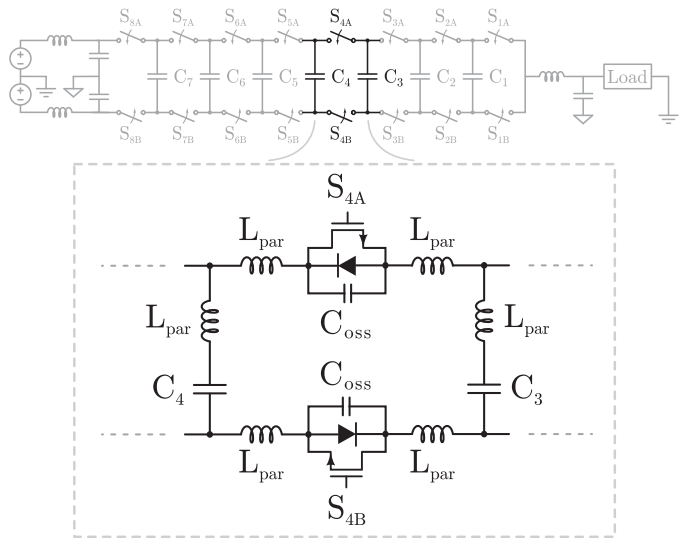 S8A S7A S6A S5A S4A S3A S2A S1A
C7 C6 C5 C4 C3 C2 C1 Load
S8B S7B S6B S5B S4B S3B S2B S1B
S4A
Lpar Lpar
Coss
Lpar Lpar
C4 Coss C3
Lpar Lpar
S4B